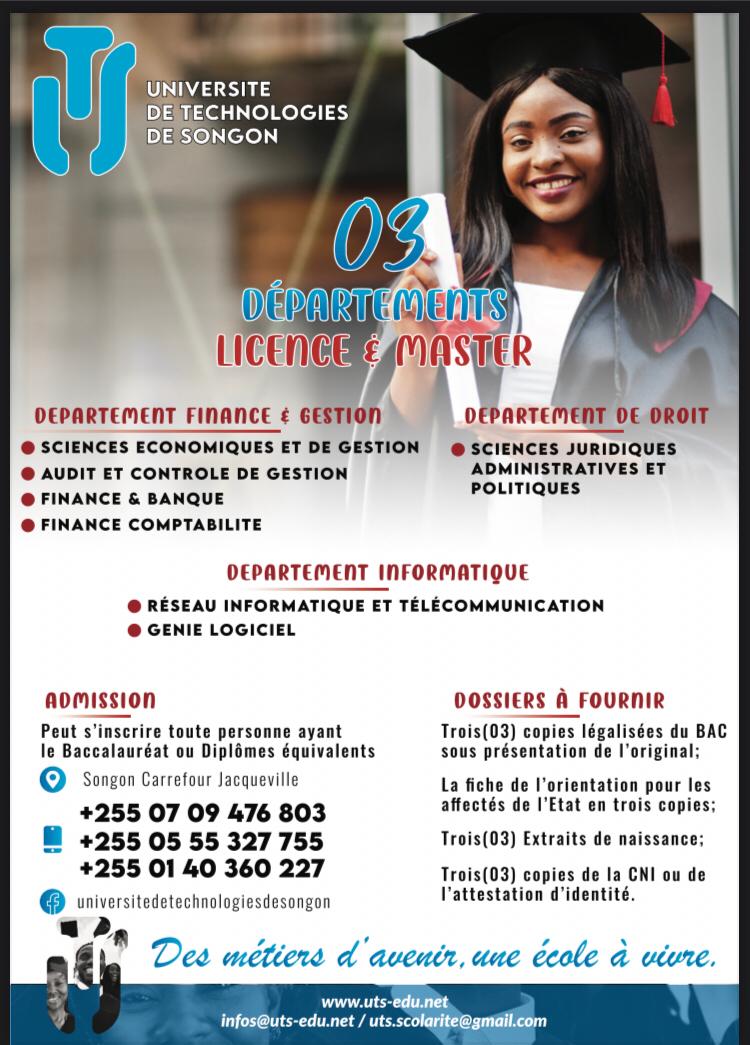 UNIVERSITE
DE TECHNOLOGIES
DE SONGON
03
DÉPARTEMENTS
LICENCE & MASTER
DEPARTEMENT FINANCE & GESTION
SCIENCES ECONOMIQUES ET DE GESTION
AUDIT ET CONTROLE DE GESTION
FINANCE & BANQUE
FINANCE COMPTABILITE
DEPARTEMENT DE DROIT
SCIENCES JURIDIQUES
ADMINISTRATIVES ET
POLITIQUES
DEPARTEMENT INFORMATIQUE
RÉSEAU INFORMATIQUE ET TÉLÉCOMMUNICATION
GENIE LOGICIEL
ADMISSION
Peut s'inscrire toute personne ayant
le Baccalauréat ou Diplômes équivalents
Songon Carrefour Jacqueville
+255 07 09 476 803
+255 05 55 327 755
+255 01 40 360 227
universitedetechnologiesdesongon
DOSSIERS À FOURNIR
Trois(03) copies légalisées du BAC
sous présentation de l'original;
La fiche de l'orientation pour les
affectés de l'Etat en trois copies;
Trois(03) Extraits de naissance;
Trois(03) copies de la CNI ou de
l'attestation d'identité.
Des métiers d'avenir, une école à vivre.
www.uts-edu.net
infos@uts-edu.net / uts.scolarite@gmail.com